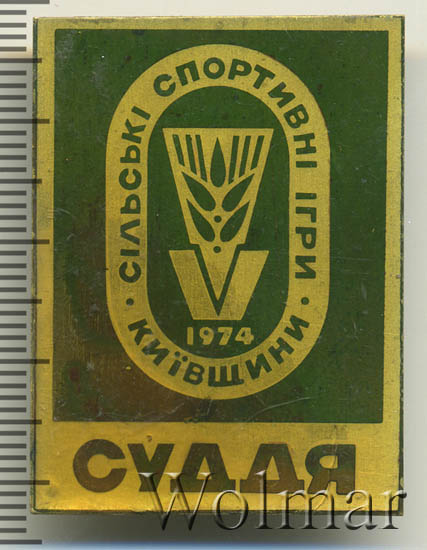 · СІЛЬСЬКІ СПОРТИВНІ ІГРИ ·
V
1974
КИЇВЩИНИ
СУДДЯ
Wolmar